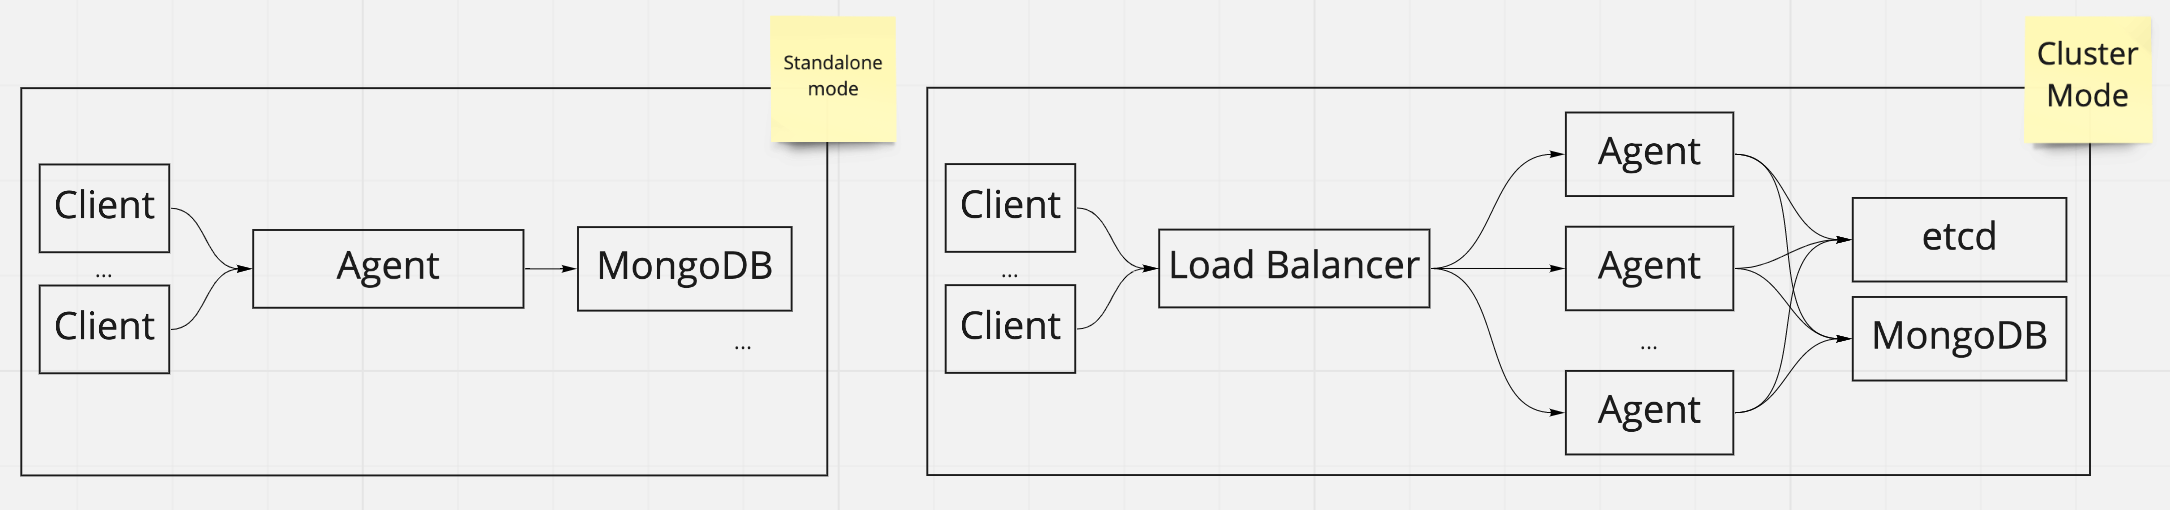 Standalone
mode
Client
...
Client
Agent
MongoDB
...
Cluster
Mode
Client
...
Client
Load Balancer
Agent
Agent
...
Agent
etcd
MongoDB